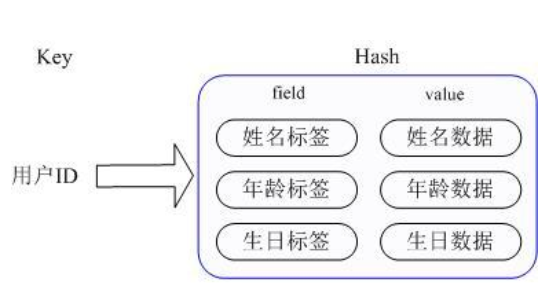 Key Hash
field value
姓名标签 姓名数据
用户ID 年龄标签 年龄数据
生日标签 生日数据